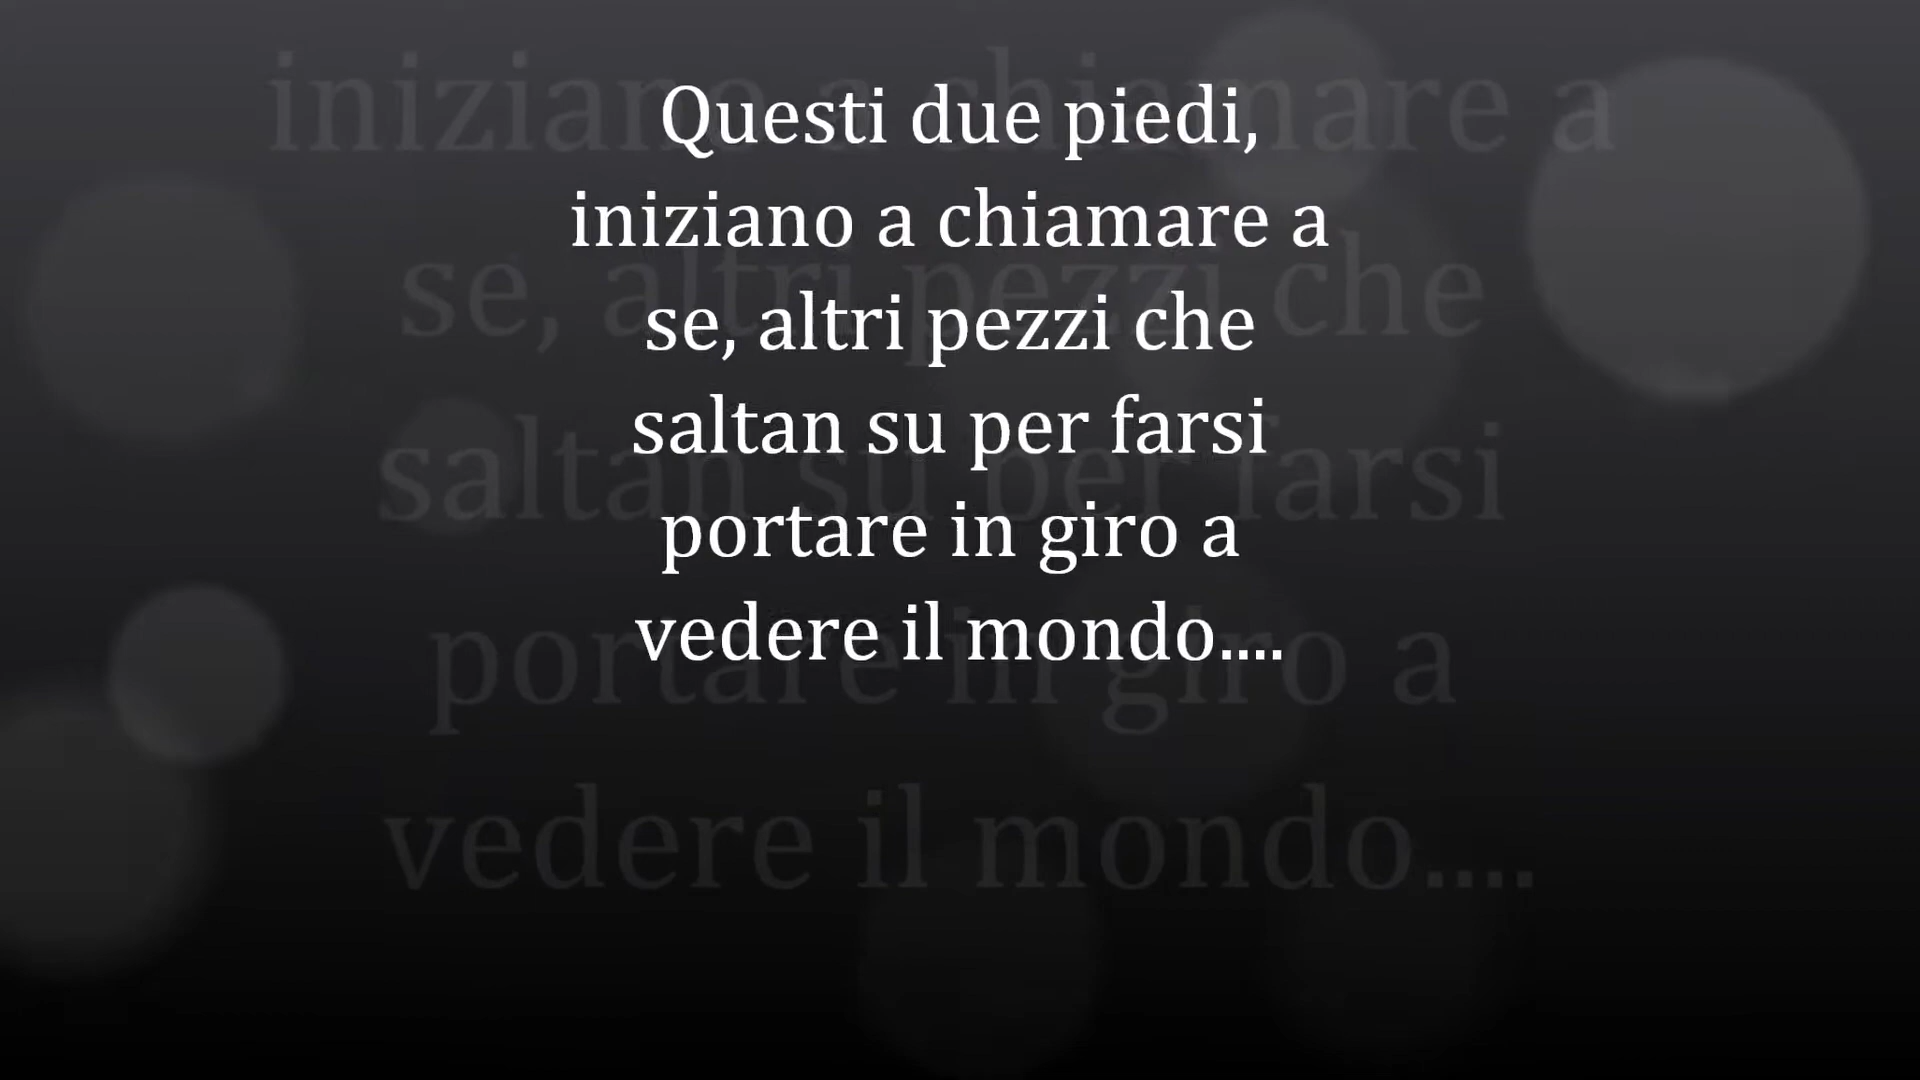 Questi due piedi,
iniziano a chiamare a
se, altri pezzi che
saltan su per farsi
portare in giro a
vedere il mondo....